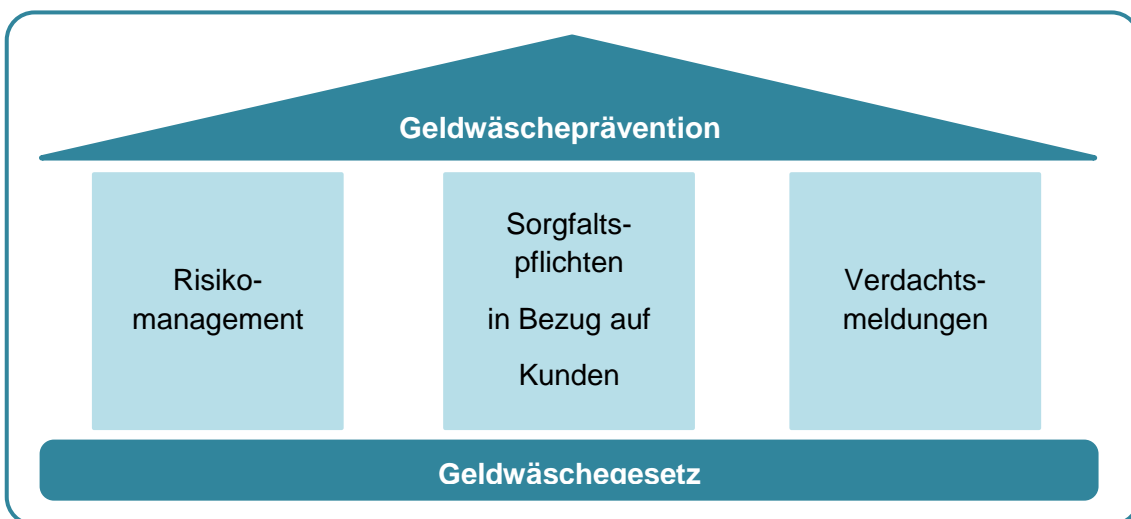 Geldwäscheprävention
Risiko-
management
Sorgfalts-
pflichten
in Bezug auf
Kunden
Verdachts-
meldungen
Geldwäschegesetz